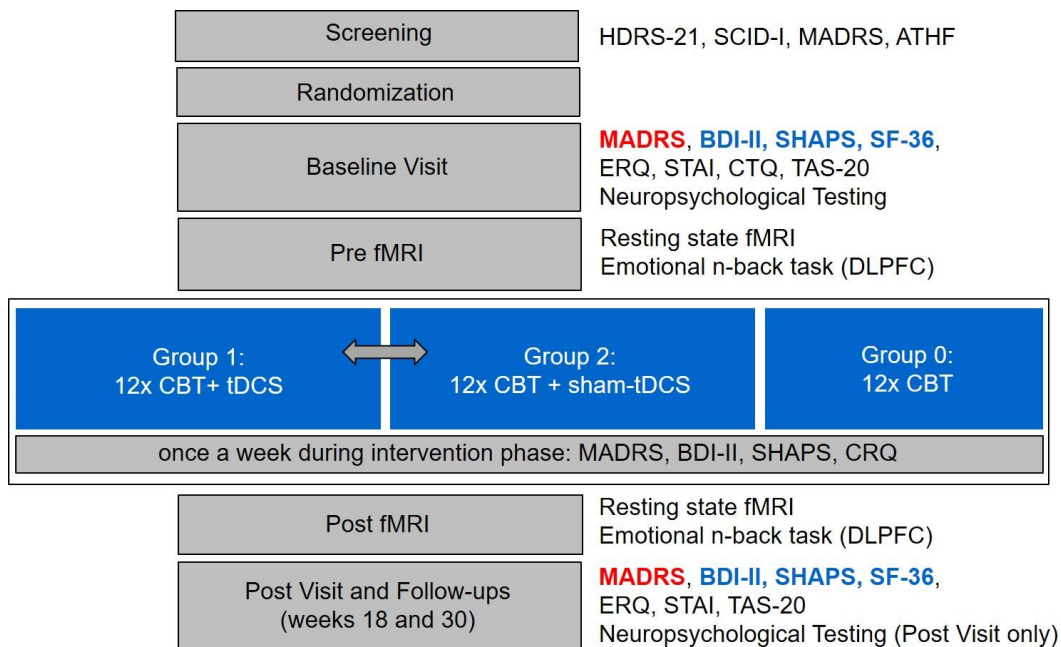 Screening
HDRS-21, SCID-I, MADRS, ATHF
Randomization
Baseline Visit
MADRS, BDI-II, SHAPS, SF-36,
ERQ, STAI, CTQ, TAS-20
Neuropsychological Testing
Pre fMRI
Resting state fMRI
Emotional n-back task (DLPFC)
Group 1:
12x CBT+ tDCS
Group 2:
12x CBT + sham-tDCS
Group 0:
12x CBT
once a week during intervention phase: MADRS, BDI-II, SHAPS, CRQ
Post fMRI
Resting state fMRI
Emotional n-back task (DLPFC)
Post Visit and Follow-ups
(weeks 18 and 30)
MADRS, BDI-II, SHAPS, SF-36,
ERQ, STAI, TAS-20
Neuropsychological Testing (Post Visit only)